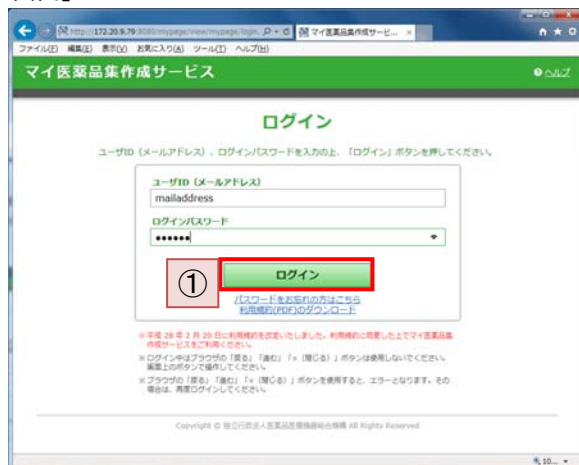 http://172.20.9.79:8080/mypage/view/mypage/login. マイ医薬品集作成サービ... ×
ファイル(F) 編集(E) 表示(V) お気に入り(A) ツール(T) ヘルプ(H)
マイ医薬品集作成サービス ヘルプ
ログイン
ユーザID（メールアドレス）、ログインパスワードを入力の上、「ログイン」ボタンを押してください。
ユーザID（メールアドレス）
mailaddress
ログインパスワード
●●●●●●
① ログイン
パスワードをお忘れの方はこちら
利用規約(PDF)のダウンロード
※平成 28 年 2 月 29 日に利用規約を改定いたしました。利用規約に同意した上でマイ医薬品集
作成サービスをご利用ください。
※ログイン中はブラウザの「戻る」「進む」「×（閉じる）」ボタンは使用しないでください。
画面上のボタンで操作してください。
※ブラウザの「戻る」「進む」「×（閉じる）」ボタンを使用すると、エラーとなります。その
場合は、再度ログインしてください。
Copyright © 独立行政法人医薬品医療機器総合機構 All Rights Reserved
10...